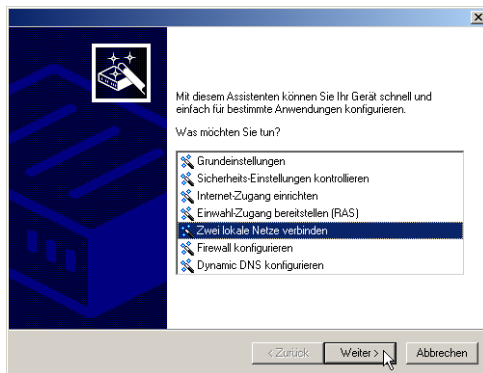 Mit diesem Assistenten können Sie Ihr Gerät schnell und
einfach für bestimmte Anwendungen konfigurieren.
Was möchten Sie tun?
Grundeinstellungen
Sicherheits-Einstellungen kontrollieren
Internet-Zugang einrichten
Einwahl-Zugang bereitstellen (RAS)
Zwei lokale Netze verbinden
Firewall konfigurieren
Dynamic DNS konfigurieren
< Zurück Weiter > Abbrechen